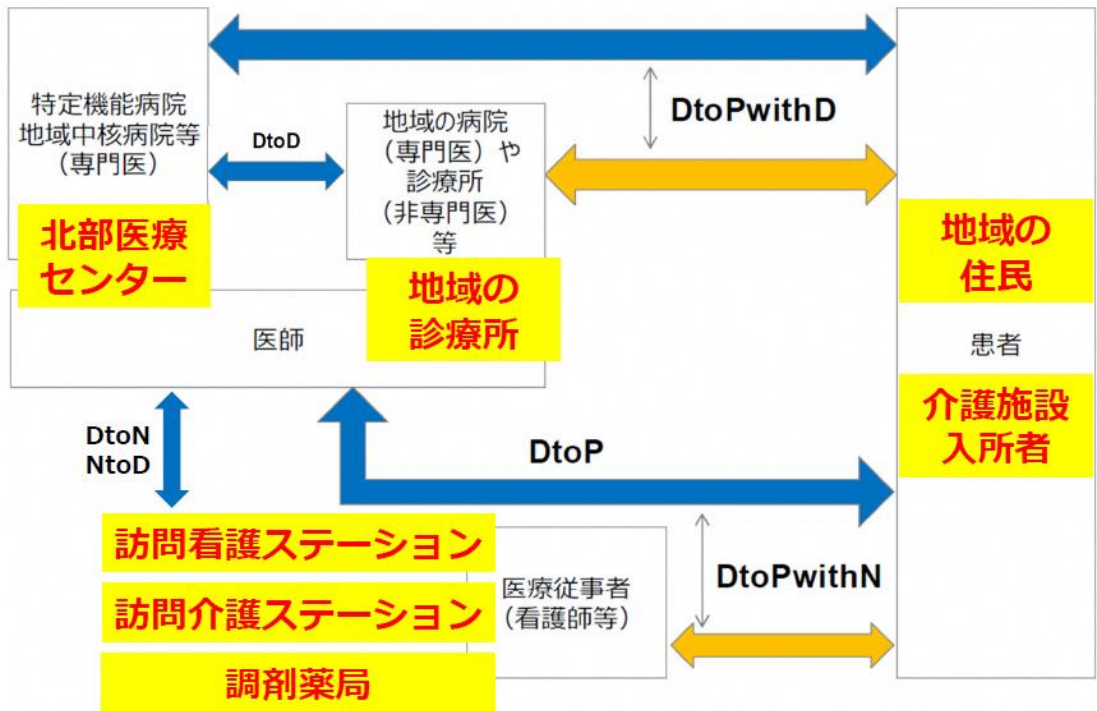 特定機能病院
地域中核病院等
（専門医）
北部医療
センター
DtoD
地域の病院
（専門医）や
診療所
（非専門医）
等
地域の
診療所
医師
DtoPwithD
地域の
住民
患者
介護施設
入所者
DtoN
NtoD
DtoP
訪問看護ステーション
訪問介護ステーション
調剤薬局
医療従事者
（看護師等）
DtoPwithN